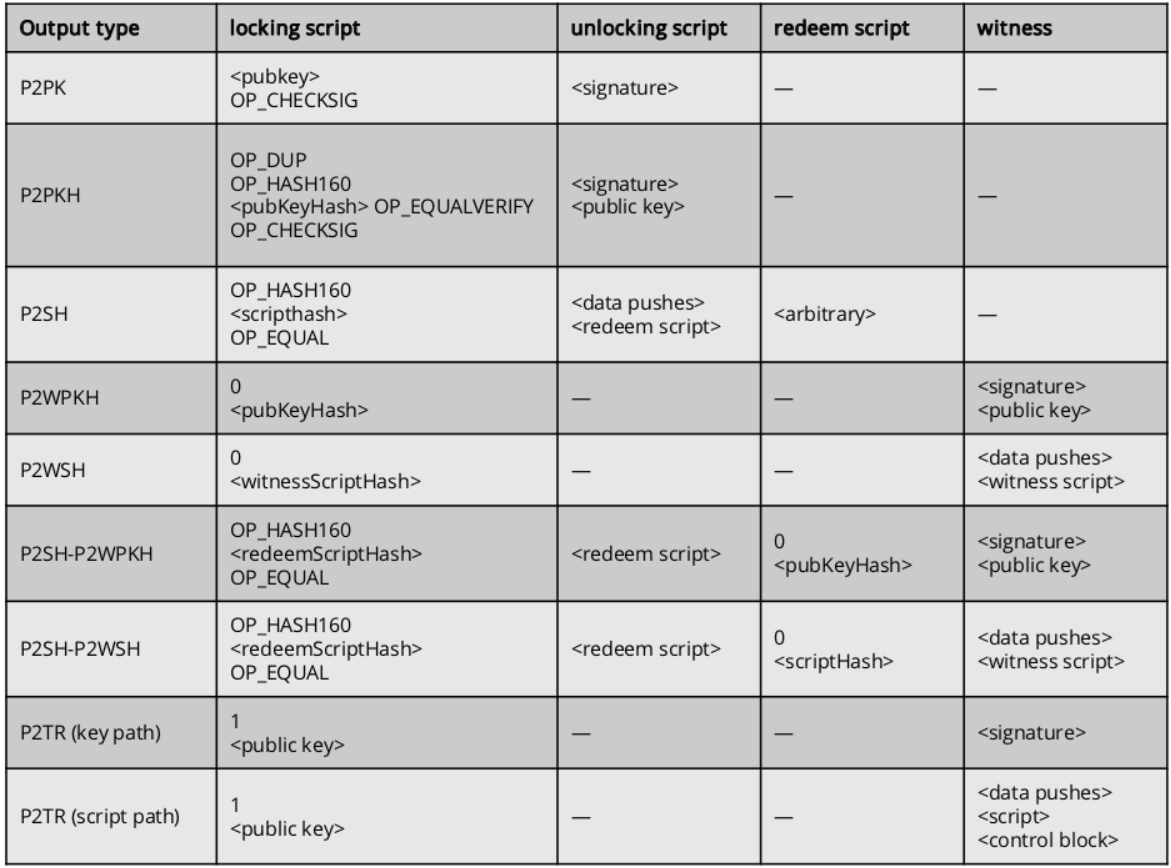 Output type locking script unlocking script redeem script witness
P2PK
<pubkey>
OP_CHECKSIG
<signature>
—
—
P2PKH
OP_DUP
OP_HASH160
<pubKeyHash> OP_EQUALVERIFY
OP_CHECKSIG
<signature>
<public key>
—
—
P2SH
OP_HASH160
<scripthash>
OP_EQUAL
<data pushes>
<redeem script>
<arbitrary>
—
P2WPKH
0
<pubKeyHash>
—
—
<signature>
<public key>
P2WSH
0
<witnessScriptHash>
—
—
<data pushes>
<witness script>
P2SH-P2WPKH
OP_HASH160
<redeemScriptHash>
OP_EQUAL
<redeem script>
0
<pubKeyHash>
<signature>
<public key>
P2SH-P2WSH
OP_HASH160
<redeemScriptHash>
OP_EQUAL
<redeem script>
0
<scriptHash>
<data pushes>
<witness script>
P2TR (key path)
1
<public key>
—
—
<signature>
P2TR (script path)
1
<public key>
—
—
<data pushes>
<script>
<control block>